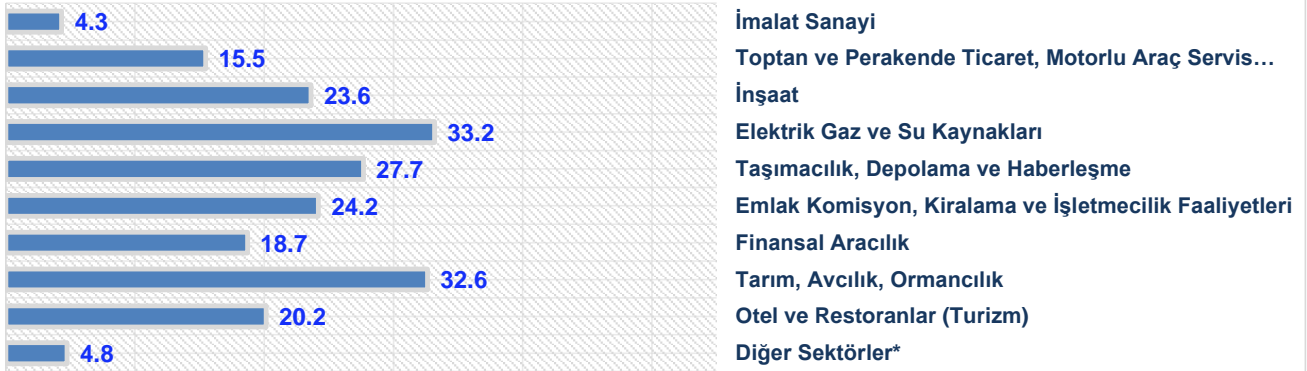 4.3 İmalat Sanayi
15.5 Toptan ve Perakende Ticaret, Motorlu Araç Servis…
23.6 İnşaat
33.2 Elektrik Gaz ve Su Kaynakları
27.7 Taşımacılık, Depolama ve Haberleşme
24.2 Emlak Komisyon, Kiralama ve İşletmecilik Faaliyetleri
18.7 Finansal Aracılık
32.6 Tarım, Avcılık, Ormancılık
20.2 Otel ve Restoranlar (Turizm)
4.8 Diğer Sektörler*